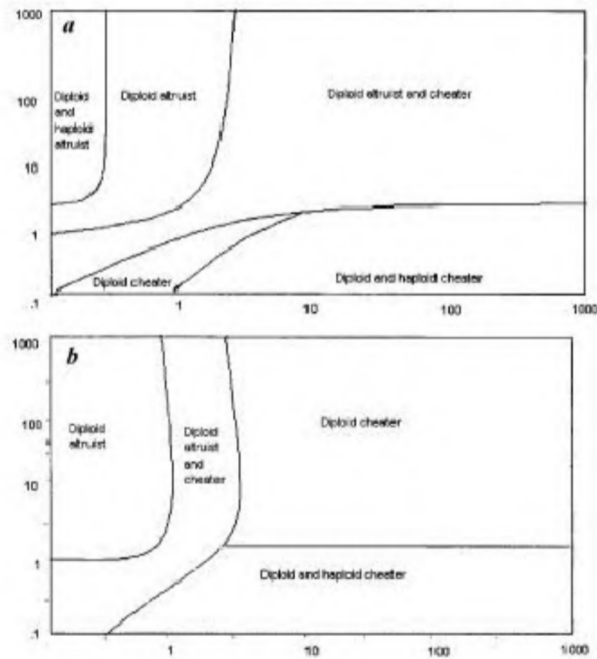 a
1000
Diploid altruist
Diploid altruist and cheater
100
Diploid
and
haploid
altruist
10
1
Diploid cheater
Diploid and haploid cheater
.1
1
10
100
1000
b
1000
Diploid
altruist
Diploid
altruist
and
cheater
Diploid cheater
100
10
1
Diploid and haploid cheater
.1
1
10
100
1000